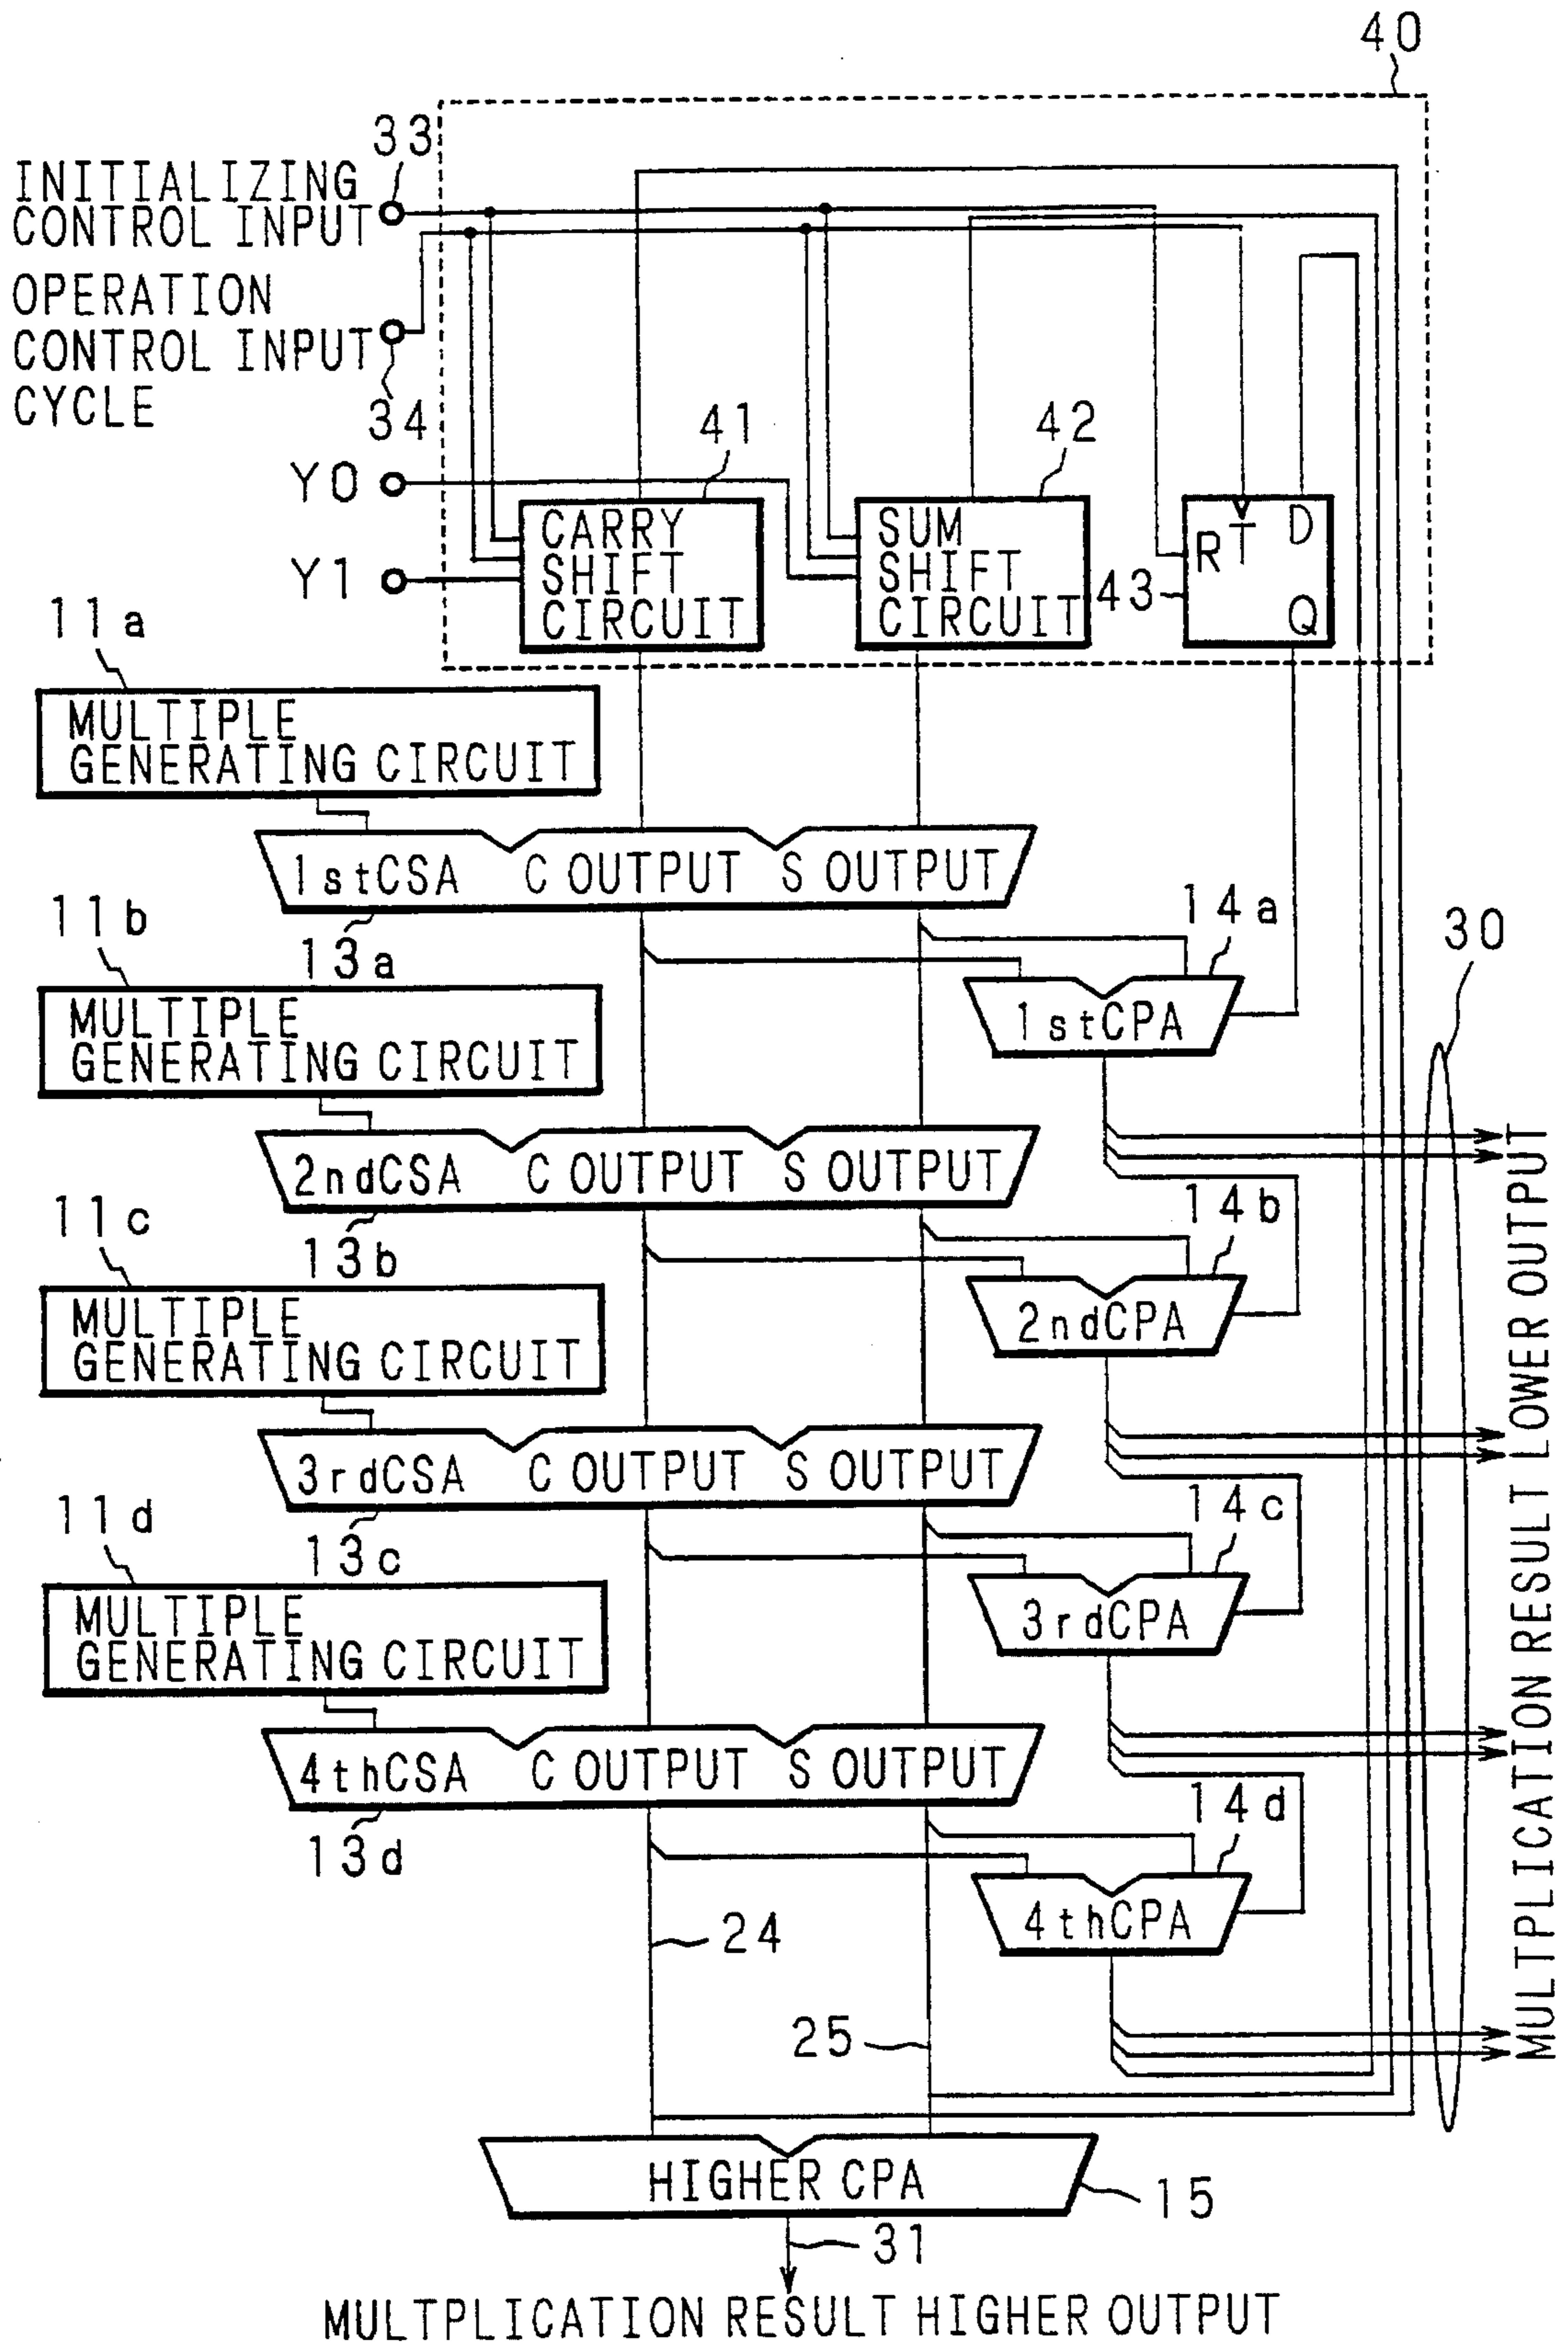 40
33
INITIALIZING
CONTROL INPUT
OPERATION
CONTROL INPUT
CYCLE
34
41
42
Y0
CARRY
SHIFT
CIRCUIT
SUM
SHIFT
CIRCUIT
R T D
43
Q
Y1
11a
MULTIPLE
GENERATING CIRCUIT
1stCSA C OUTPUT S OUTPUT
13a
14a
30
11b
1stCPA
MULTIPLE
GENERATING CIRCUIT
2ndCSA C OUTPUT S OUTPUT
13b
14b
11c
2ndCPA
MULTIPLE
GENERATING CIRCUIT
3rdCSA C OUTPUT S OUTPUT
13c
14c
11d
3rdCPA
MULTIPLE
GENERATING CIRCUIT
4thCSA C OUTPUT S OUTPUT
13d
14d
4thCPA
24
25
MULTPLICATION RESULT LOWER OUTPUT
HIGHER CPA
15
31
MULTPLICATION RESULT HIGHER OUTPUT